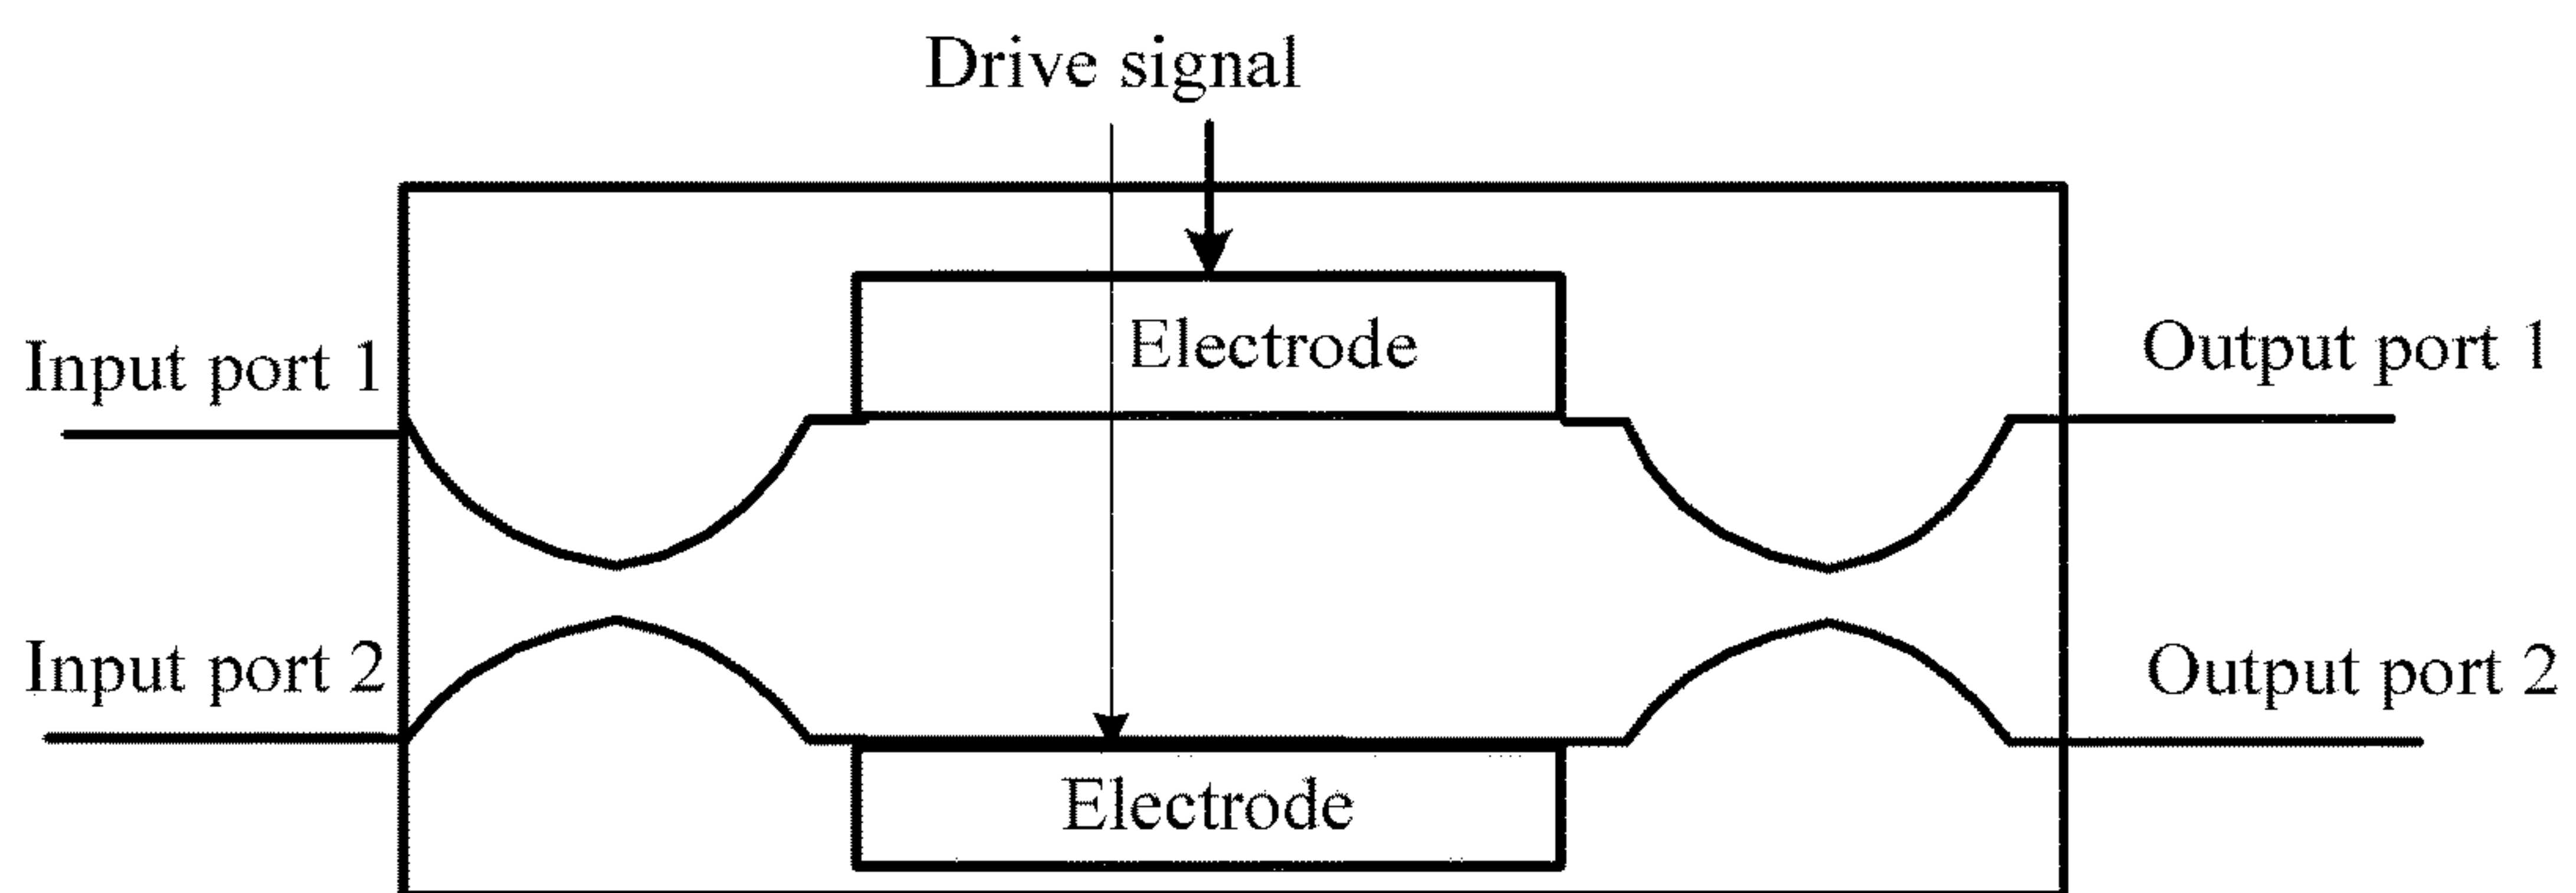 Drive signal
Electrode
Input port 1
Output port 1
Input port 2
Output port 2
Electrode